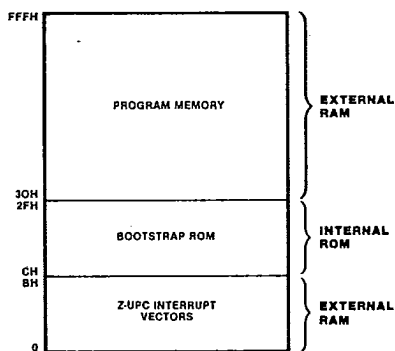 FFFH
PROGRAM MEMORY
EXTERNAL
RAM
30H
2FH
BOOTSTRAP ROM
INTERNAL
ROM
CH
BH
Z-UPC INTERRUPT
VECTORS
EXTERNAL
RAM
0